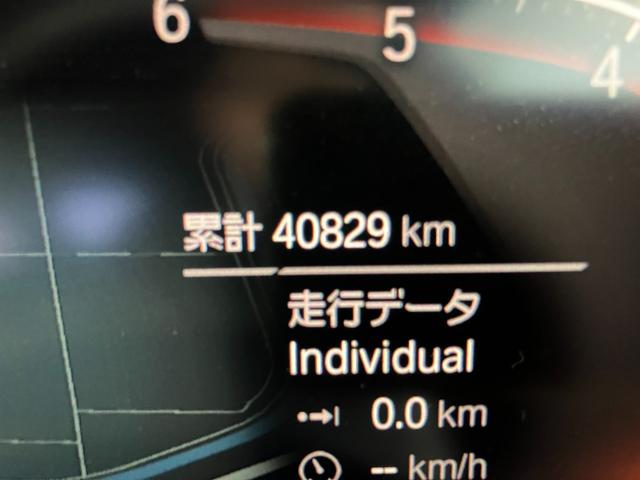 6 5 4
累計 40829 km
走行データ
Individual
0.0 km
-- km/h